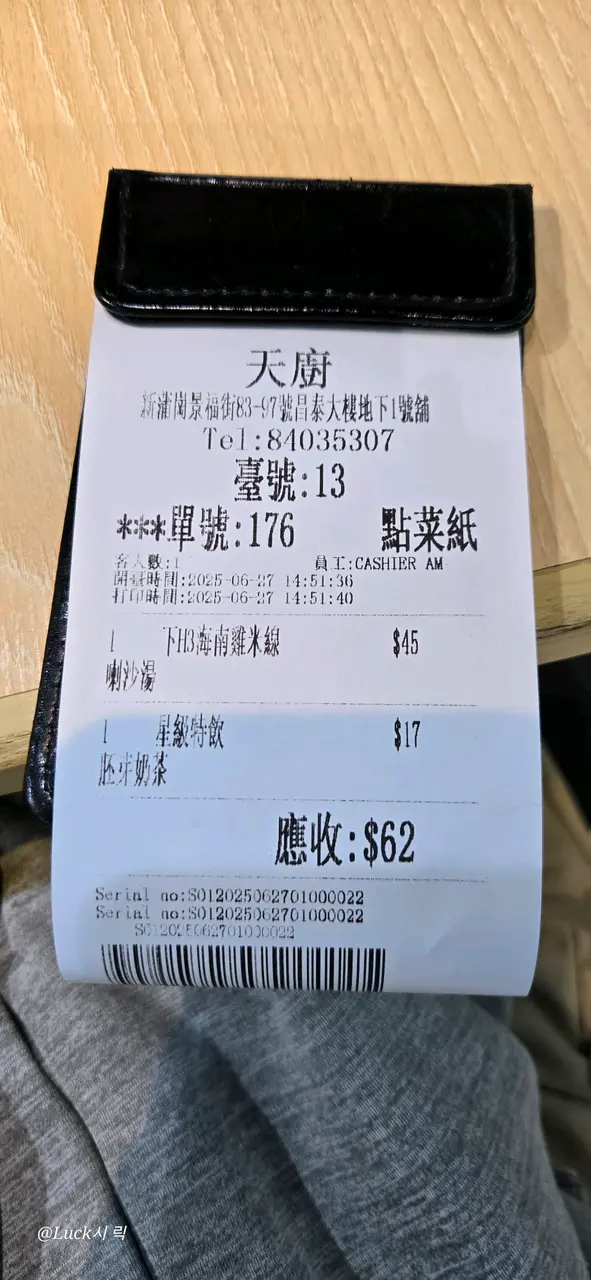 天廚
新蒲崗景福街83-97號昌泰大樓地下1號舖
Tel:84035307
臺號:13
***單號:176 點菜紙
客人數:1 員工:CASHIER AM
開臺時間:2025-06-27 14:51:36
打印時間:2025-06-27 14:51:40
1 下H3海南雞米線 $45
喇沙湯
1 星級特飲 $17
胚芽奶茶
應收:$62
Serial no:S012025062701000022
Serial no:S012025062701000022
S012025062701000022
@Luck시 릭